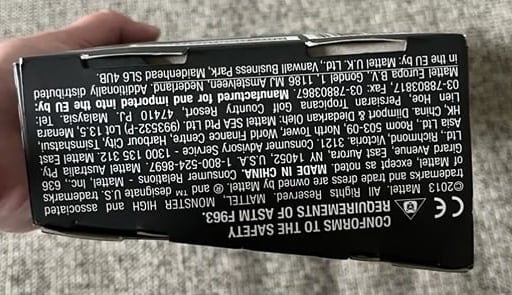 CONFORMS TO THE SAFETY
REQUIREMENTS OF ASTM F963.
©2013 Mattel. All Rights Reserved. MATTEL, MONSTER HIGH and associated
trademarks and trade dress are owned by Mattel. ® and ™ designate U.S. trademarks
of Mattel, except as noted. MADE IN CHINA. Consumer Relations - Mattel, Inc., 636
Girard Avenue, East Aurora, NY 14052, U.S.A. 1-800-524-8697. Mattel Australia Pty.
Ltd., Richmond, Victoria. 3121. Consumer Advisory Service - 1300 135 312. Mattel East
Asia Ltd., Room 503-09, North Tower, World Finance Centre, Harbour City, Tsimshatsui,
HK, China. Diimport & Diedarkan Oleh: Mattel SEA Pte Ltd. (993532-P) Lot 13.5, Menara
Lien Hoe, Persiaran Tropicana Golf Country Resort, 47410 PJ. Malaysia. Tel:
03-78803817, Fax: 03-78803867. Manufactured for and imported into the EU by:
Mattel Europa B.V., Gondel 1, 1186 MJ Amstelveen, Nederland. Additionally distributed
in the EU by: Mattel U.K. Ltd., Vanwall Business Park, Maidenhead SL6 4UB.
CE